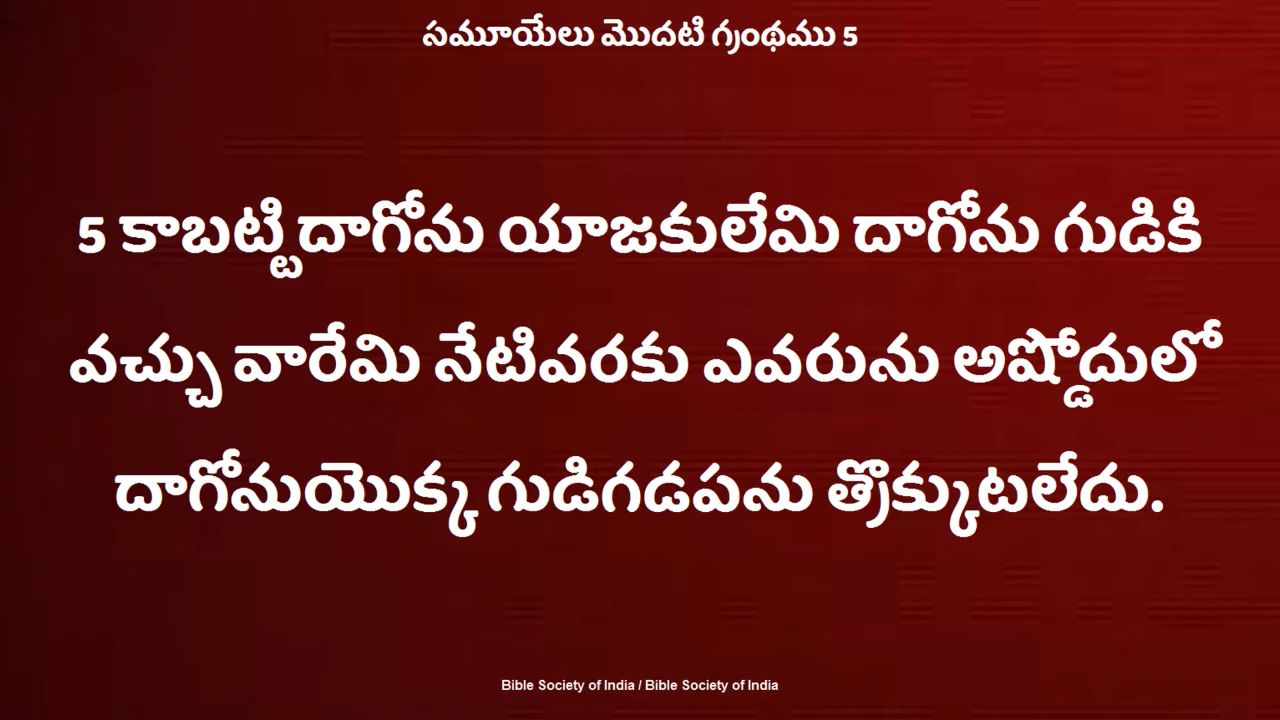 సమూయేలు మొదటి గ్రంథము 5
5 కాబట్టి దాగోను యాజకులేమి దాగోను గుడికి
వచ్చు వారేమి నేటివరకు ఎవరును అష్డోదులో
దాగోనుయొక్క గుడిగడపను త్రొక్కుటలేదు.
Bible Society of India / Bible Society of India